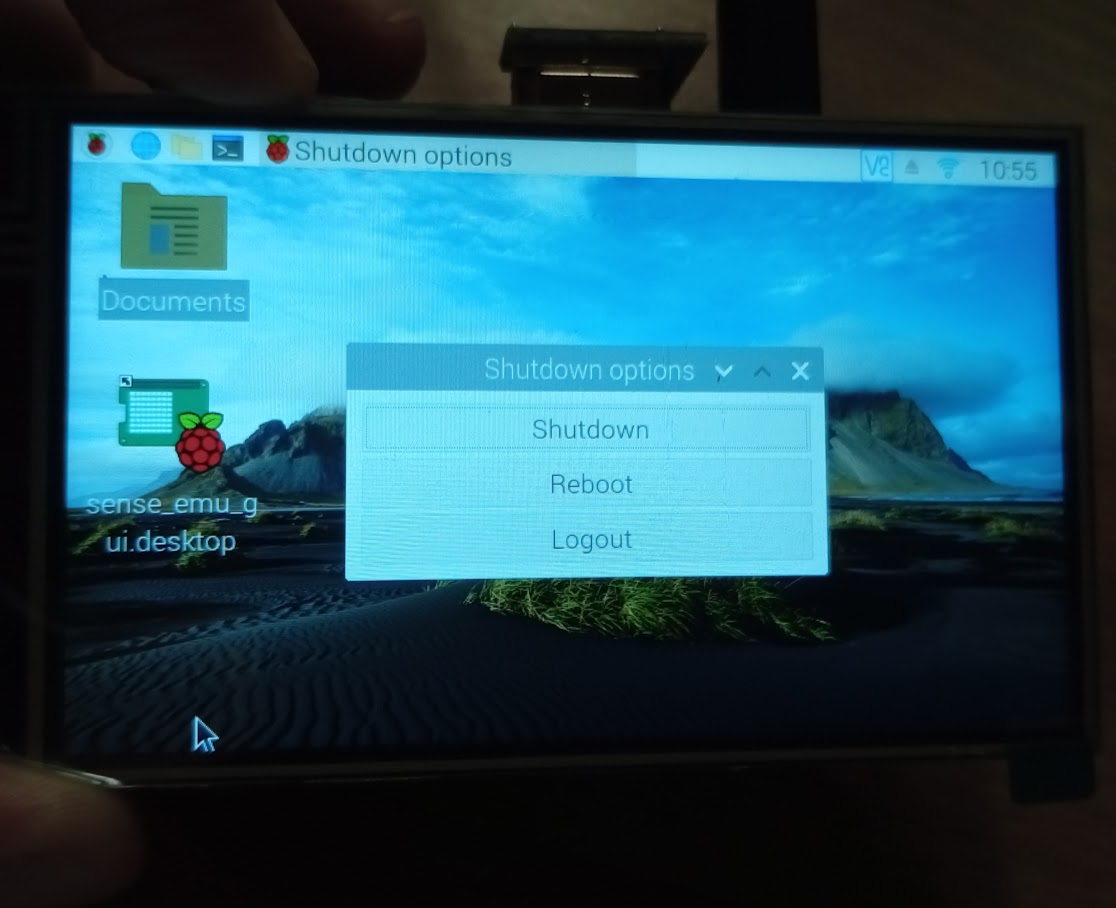 Shutdown options
V2
10:55
Documents
Shutdown options
Shutdown
Reboot
Logout
sense_emu_g
ui.desktop